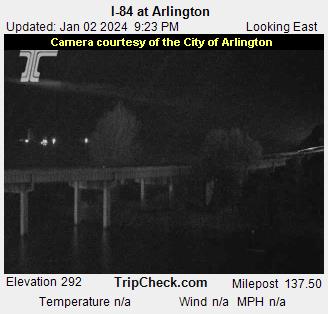 I-84 at Arlington
Updated: Jan 02 2024 9:23 PM Looking East
Camera courtesy of the City of Arlington
Elevation 292 TripCheck.com Milepost 137.50
Temperature n/a Wind n/a MPH n/a